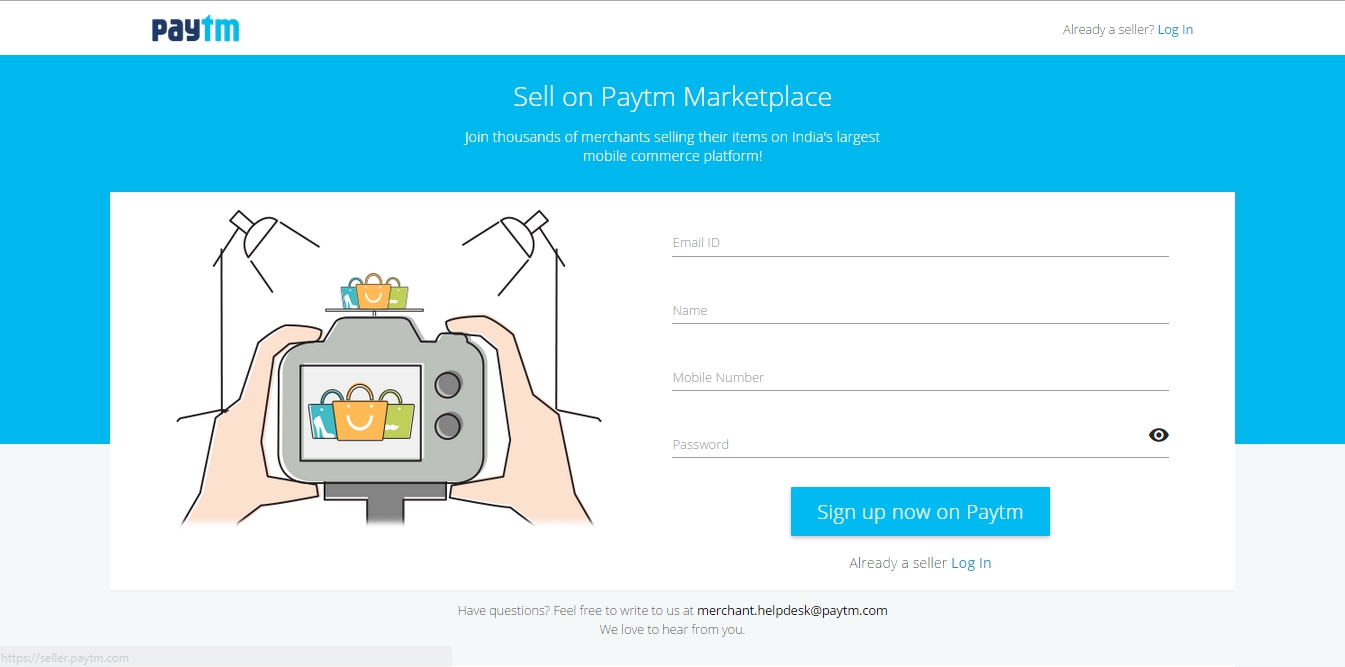 paytm
Already a seller? Log In
Sell on Paytm Marketplace
Join thousands of merchants selling their items on India's largest
mobile commerce platform!
Email ID
Name
Mobile Number
Password
Sign up now on Paytm
Already a seller Log In
Have questions? Feel free to write to us at merchant.helpdesk@paytm.com
We love to hear from you.
https://seller.paytm.com